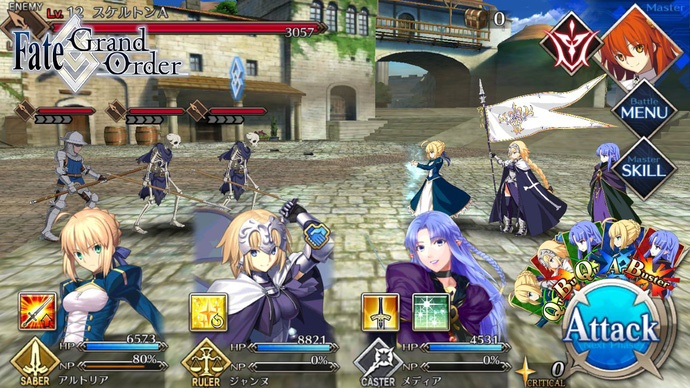 ENEMY Lv. 12 スケルトンA
3057
Fate
Grand
Order
0
Master
Battle
MENU
Master
SKILL
Buster
Attack
HP 6573
NP 80%
SABER アルトリア
HP 8821
NP 0%
RULER ジャンヌ
HP 4531
NP 0%
CASTER メディア
0
CRITICAL